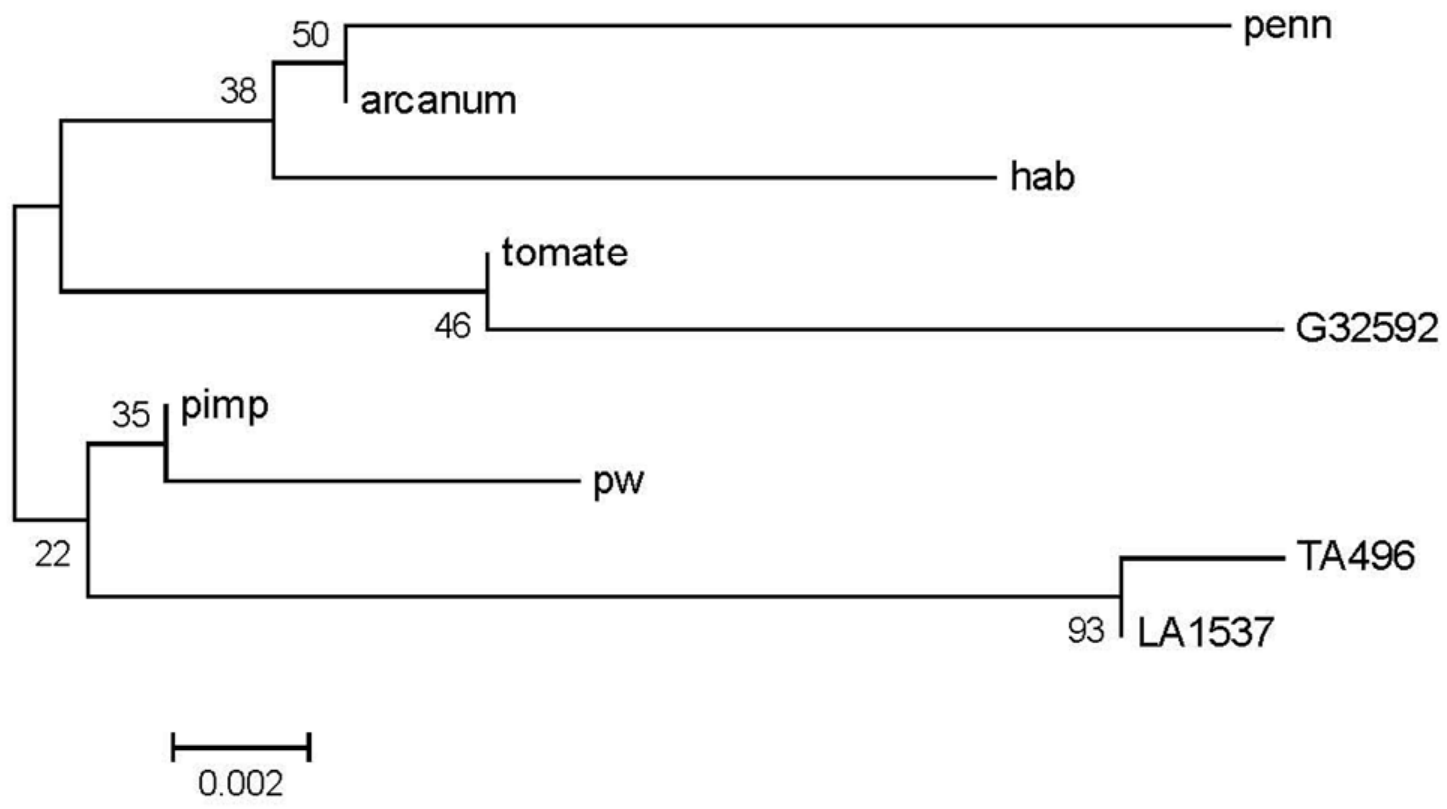 50
penn
38
arcanum
hab
tomate
46
G32592
35
pimp
pw
22
TA496
93
LA1537
0.002